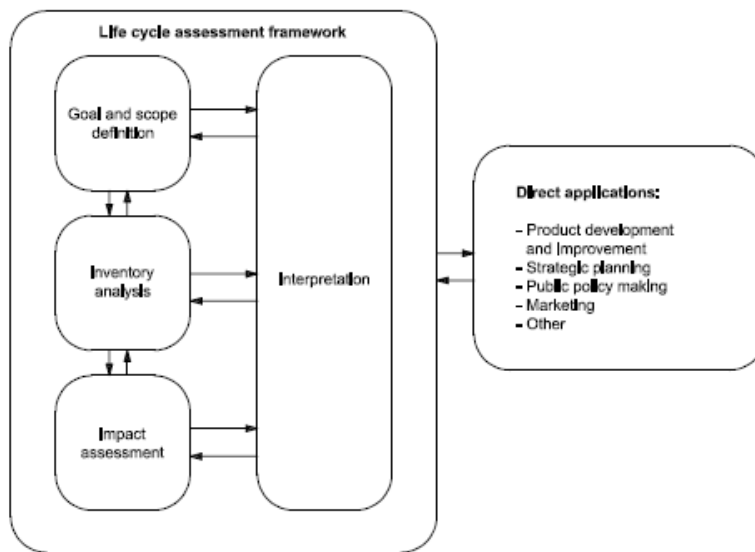 Life cycle assessment framework
Goal and scope
definition
Inventory
analysis
Impact
assessment
Interpretation
Direct applications:
– Product development
and improvement
– Strategic planning
– Public policy making
– Marketing
– Other